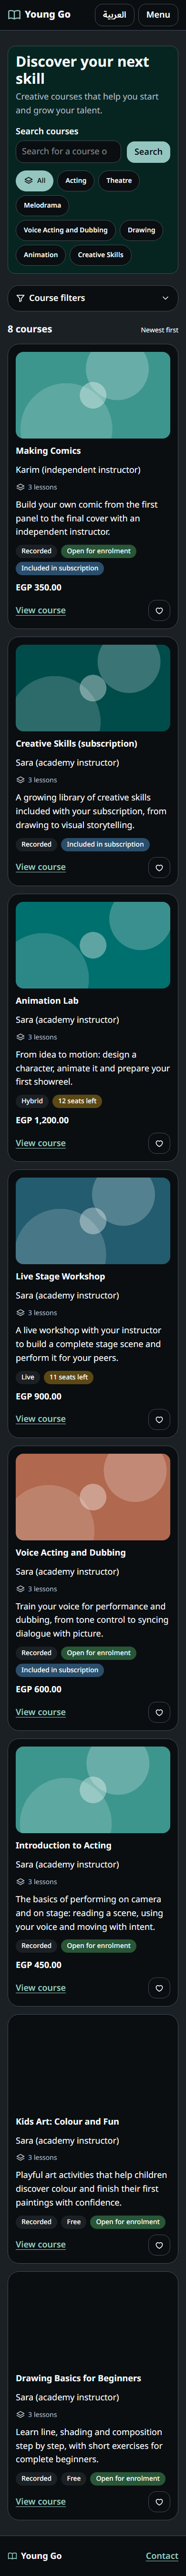 Young Go
العربية
Menu
Discover your next
skill
Creative courses that help you start
and grow your talent.
Search courses
Search for a course o
Search
All
Acting
Theatre
Melodrama
Voice Acting and Dubbing
Drawing
Animation
Creative Skills
Course filters
8 courses
Newest first
Making Comics
Karim (independent instructor)
3 lessons
Build your own comic from the first
panel to the final cover with an
independent instructor.
Recorded
Open for enrolment
Included in subscription
EGP 350.00
View course
Creative Skills (subscription)
Sara (academy instructor)
3 lessons
A growing library of creative skills
included with your subscription, from
drawing to visual storytelling.
Recorded
Included in subscription
View course
Animation Lab
Sara (academy instructor)
3 lessons
From idea to motion: design a
character, animate it and prepare your
first showreel.
Hybrid
12 seats left
EGP 1,200.00
View course
Live Stage Workshop
Sara (academy instructor)
3 lessons
A live workshop with your instructor
to build a complete stage scene and
perform it for your peers.
Live
11 seats left
EGP 900.00
View course
Voice Acting and Dubbing
Sara (academy instructor)
3 lessons
Train your voice for performance and
dubbing, from tone control to syncing
dialogue with picture.
Recorded
Open for enrolment
Included in subscription
EGP 600.00
View course
Introduction to Acting
Sara (academy instructor)
3 lessons
The basics of performing on camera
and on stage: reading a scene, using
your voice and moving with intent.
Recorded
Open for enrolment
EGP 450.00
View course
Kids Art: Colour and Fun
Sara (academy instructor)
3 lessons
Playful art activities that help children
discover colour and finish their first
paintings with confidence.
Recorded
Free
Open for enrolment
View course
Drawing Basics for Beginners
Sara (academy instructor)
3 lessons
Learn line, shading and composition
step by step, with short exercises for
complete beginners.
Recorded
Free
Open for enrolment
View course
Young Go
Contact